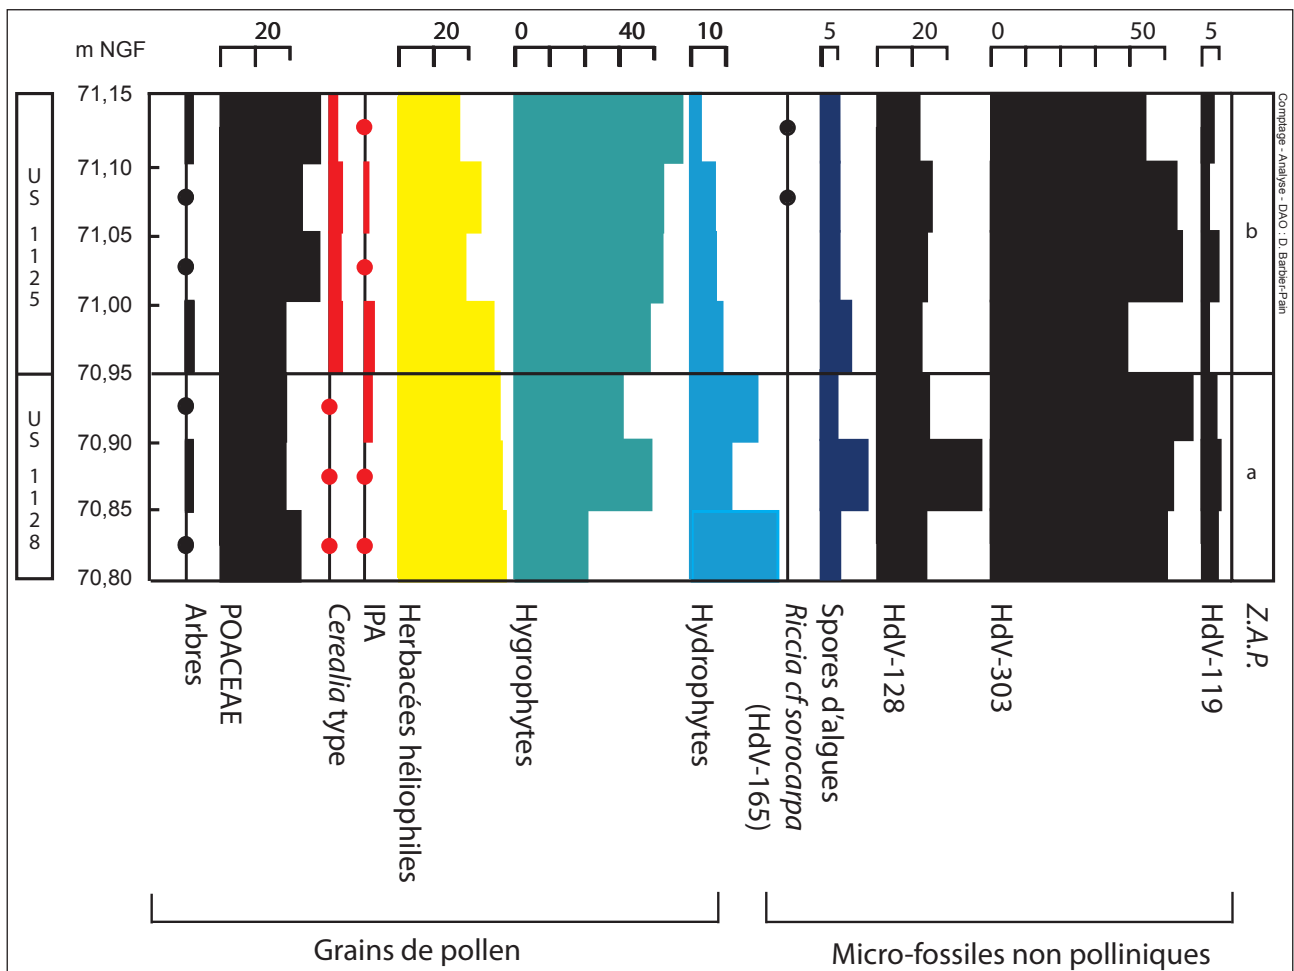 m NGF
20
20
0 40
10
5
20
0 50
5
71,15
71,10
71,05
71,00
70,95
70,90
70,85
70,80
US 1125
US 1128
b
a
Comptage - Analyse - DAO : D. Barbier-Pain
Arbres
POACEAE
Cerealia type
IPA
Herbacées héliophiles
Hygrophytes
Hydrophytes
Riccia cf sorocarpa
(HdV-165)
Spores d'algues
HdV-128
HdV-303
HdV-119
Z.A.P.
Grains de pollen
Micro-fossiles non polliniques